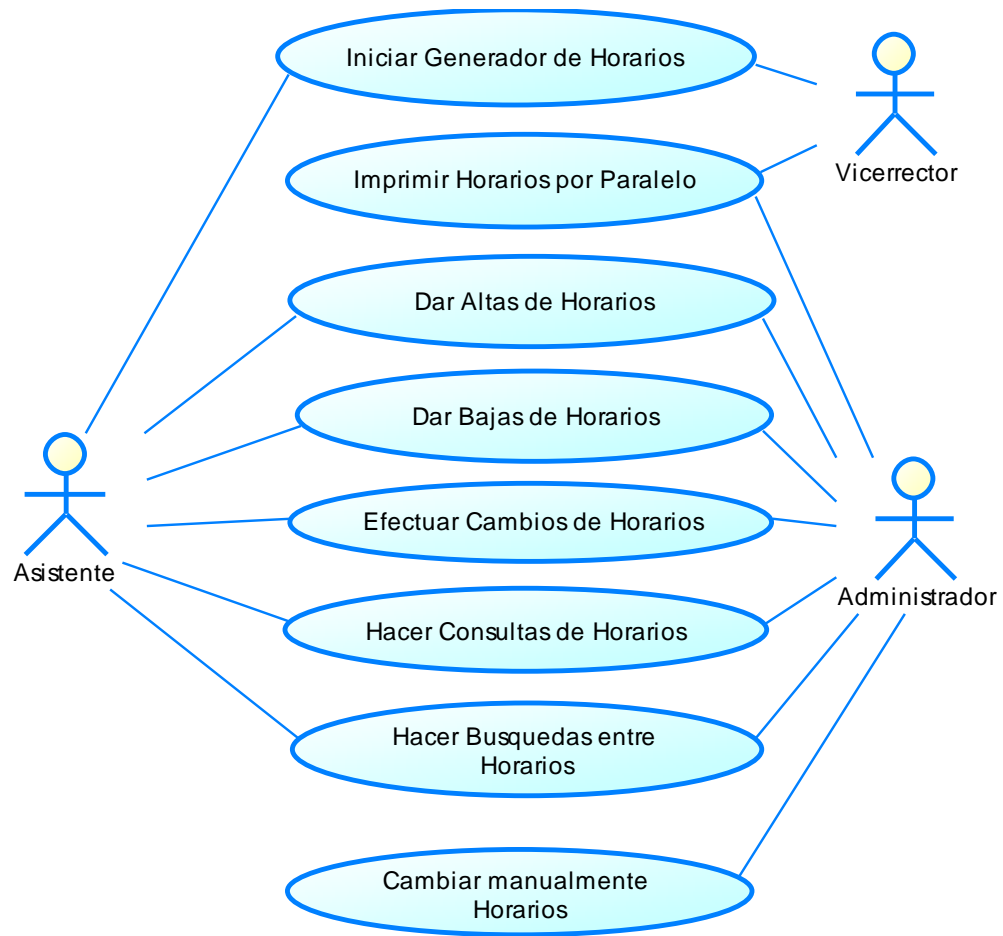 Iniciar Generador de Horarios
Imprimir Horarios por Paralelo
Vicerrector
Dar Altas de Horarios
Dar Bajas de Horarios
Efectuar Cambios de Horarios
Asistente
Administrador
Hacer Consultas de Horarios
Hacer Busquedas entre
Horarios
Cambiar manualmente
Horarios